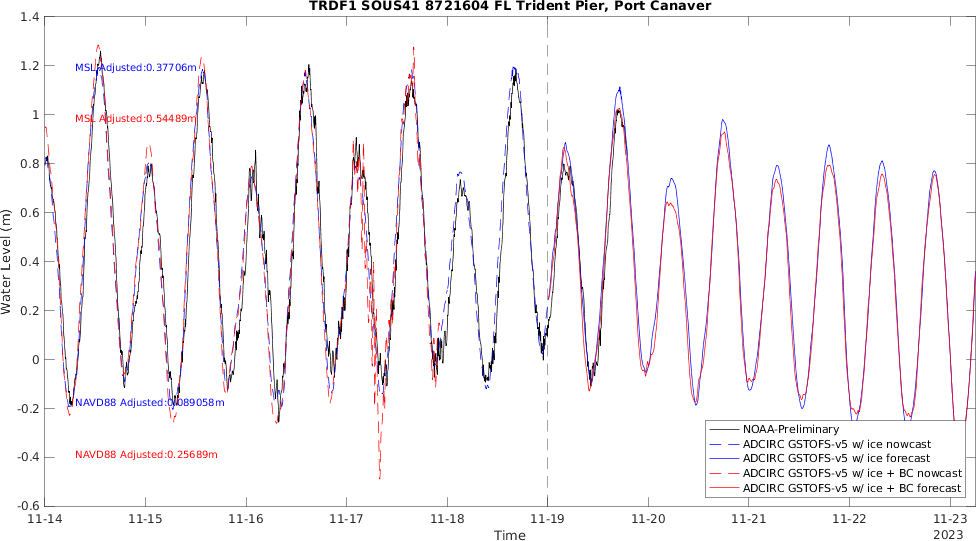 TRDF1 SOUS41 8721604 FL Trident Pier, Port Canaver
1.4
1.2
1
0.8
0.6
0.4
0.2
0
-0.2
-0.4
-0.6
Water Level (m)
MSL Adjusted:0.37706m
MSL Adjusted:0.54489m
NAVD88 Adjusted:0.089058m
NAVD88 Adjusted:0.25689m
NOAA-Preliminary
ADCIRC GSTOFS-v5 w/ ice nowcast
ADCIRC GSTOFS-v5 w/ ice forecast
ADCIRC GSTOFS-v5 w/ ice + BC nowcast
ADCIRC GSTOFS-v5 w/ ice + BC forecast
11-14 11-15 11-16 11-17 11-18 11-19 11-20 11-21 11-22 11-23
Time
2023